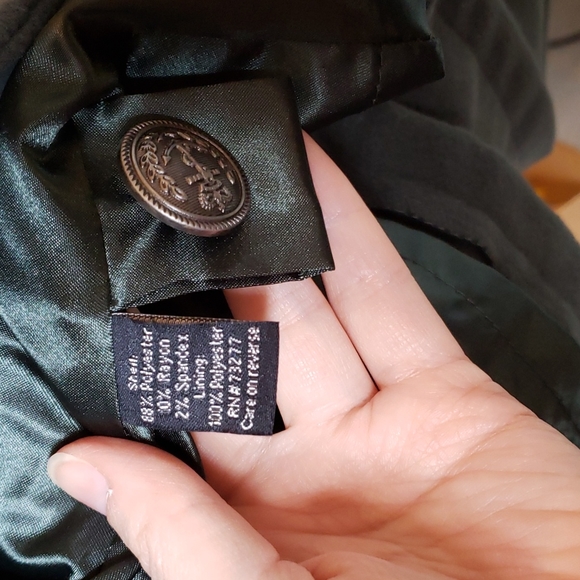 Shell:
88% Polyester
10% Rayon
2% Spandex
Lining:
100% Polyester
RN# 73277
Care on reverse